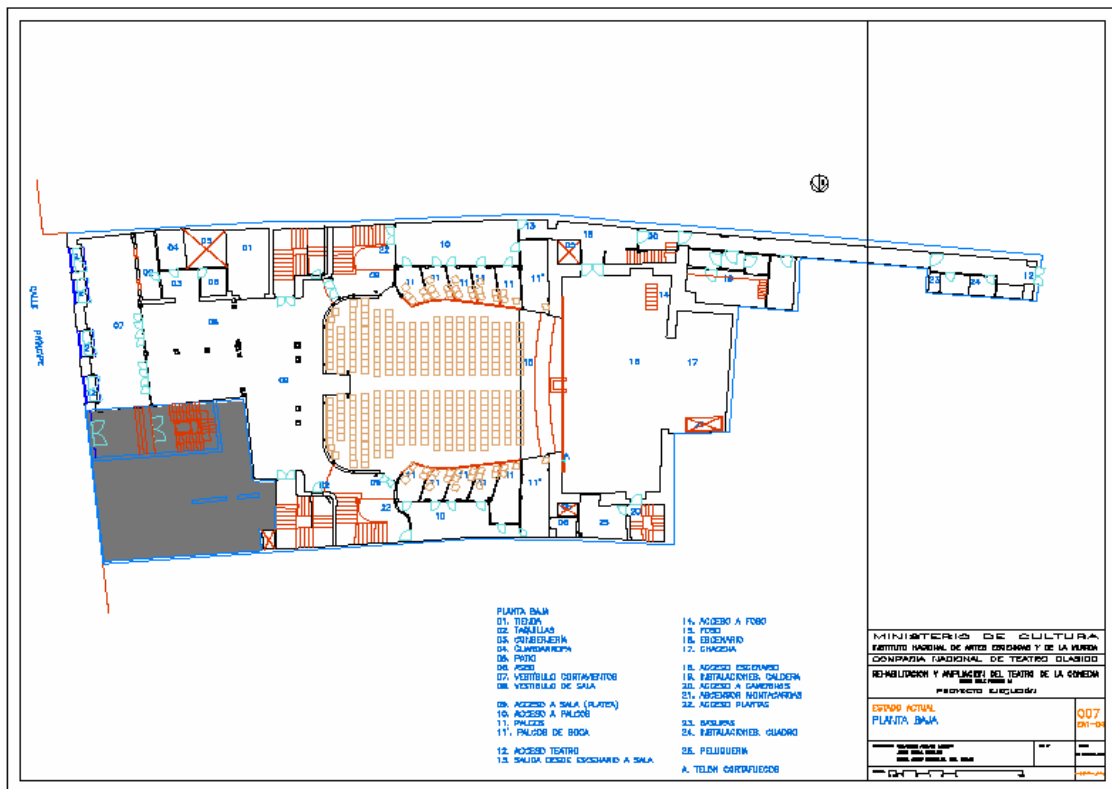 CALLE PRÍNCIPE
PLANTA BAJA
01. TIENDA
02. TAQUILLAS
03. CONSERJERÍA
04. GUARDARROPA
05. PATIO
06. ASEO
07. VESTÍBULO CORTAVIENTOS
08. VESTÍBULO DE SALA
09. ACCESO A SALA (PLATEA)
10. ACCESO A PALCOS
11. PALCOS
11'. PALCOS DE BOCA
12. ACCESO TEATRO
13. SALIDA DESDE ESCENARIO A SALA
14. ACCESO A FOSO
15. FOSO
16. ESCENARIO
17. CHACENA
18. ACCESO ESCENARIO
19. INSTALACIONES. CALDERA
20. ACCESO A CAMERINOS
21. ASCENSOR MONTACARGAS
22. ACCESO PLANTAS
23. BASURAS
24. INSTALACIONES. CUADRO
25. PELUQUERIA
A. TELON CORTAFUEGOS
MINISTERIO DE CULTURA
INSTITUTO NACIONAL DE ARTES ESCENICAS Y DE LA MUSICA
COMPAÑIA NACIONAL DE TEATRO CLASICO
REHABILITACION Y AMPLIACION DEL TEATRO DE LA COMEDIA
PROYECTO EJECUCIÓN
ESTADO ACTUAL
PLANTA BAJA
007